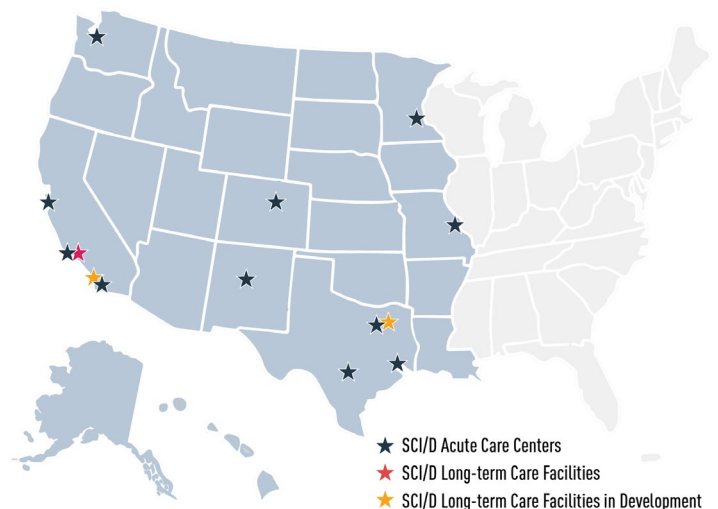 SCI/D Acute Care Centers
SCI/D Long-term Care Facilities
SCI/D Long-term Care Facilities in Development